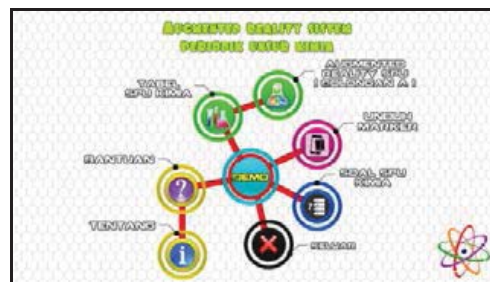 AUGMENTED REALITY SISTEM
PERIODIK UNSUR KIMIA
AUGMENTED
REALITY SPU
( GOLONGAN A )
TABEL
SPU KIMIA
UNDUH
MARKER
BANTUAN
DEMO
SOAL SPU
KIMIA
TENTANG
KELUAR